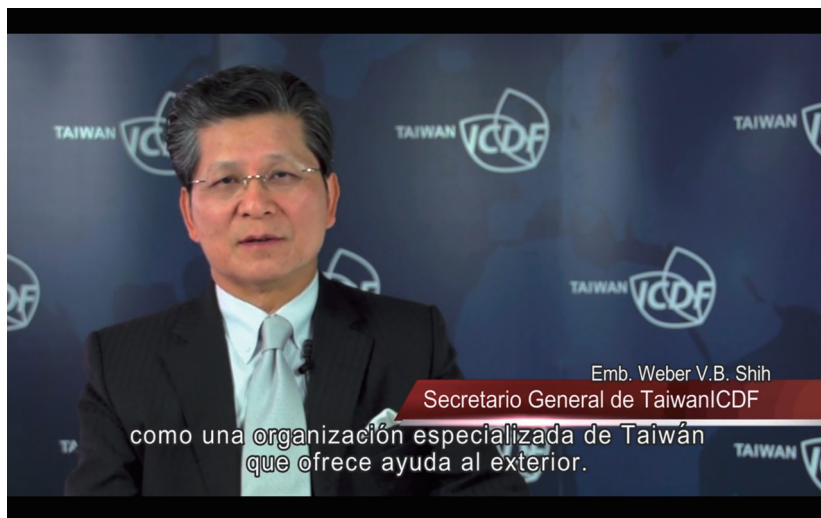 TAIWAN ICDF
TAIWAN ICDF
TAIWAN
TAIWAN ICDF
Emb. Weber V.B. Shih
Secretario General de TaiwanICDF
como una organización especializada de Taiwán
que ofrece ayuda al exterior.
TAIWAN